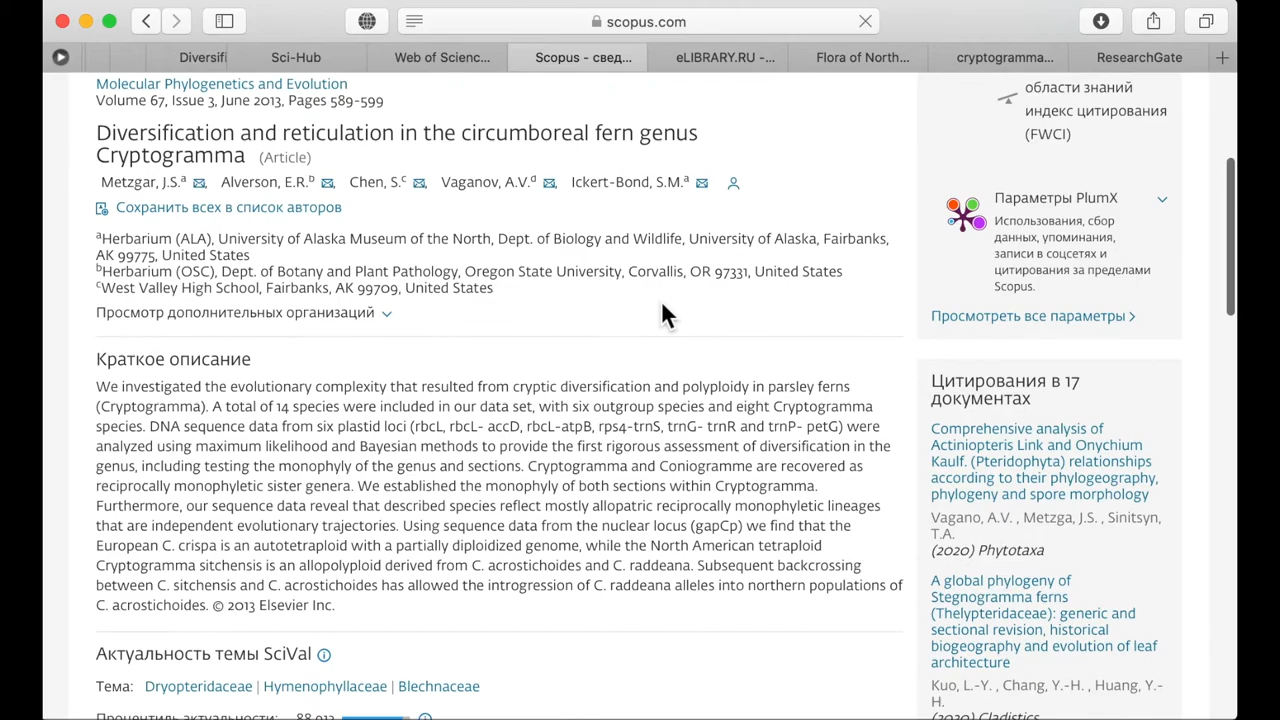 scopus.com
Diversifi
Sci-Hub
Web of Scienc...
Scopus - свед...
eLIBRARY.RU -...
Flora of North...
cryptogramma...
ResearchGate
Molecular Phylogenetics and Evolution
Volume 67, Issue 3, June 2013, Pages 589-599
Diversification and reticulation in the circumboreal fern genus
Cryptogramma (Article)
Metzgar, J.S.a Alverson, E.R.b Chen, S.c Vaganov, A.V.d Ickert-Bond, S.M.a
Сохранить всех в список авторов
aHerbarium (ALA), University of Alaska Museum of the North, Dept. of Biology and Wildlife, University of Alaska, Fairbanks,
AK 99775, United States
bHerbarium (OSC), Dept. of Botany and Plant Pathology, Oregon State University, Corvallis, OR 97331, United States
cWest Valley High School, Fairbanks, AK 99709, United States
Просмотр дополнительных организаций
Краткое описание
We investigated the evolutionary complexity that resulted from cryptic diversification and polyploidy in parsley ferns
(Cryptogramma). A total of 14 species were included in our data set, with six outgroup species and eight Cryptogramma
species. DNA sequence data from six plastid loci (rbcL, rbcL- accD, rbcL-atpB, rps4-trnS, trnG- trnR and trnP- petG) were
analyzed using maximum likelihood and Bayesian methods to provide the first rigorous assessment of diversification in the
genus, including testing the monophyly of the genus and sections. Cryptogramma and Coniogramme are recovered as
reciprocally monophyletic sister genera. We established the monophyly of both sections within Cryptogramma.
Furthermore, our sequence data reveal that described species reflect mostly allopatric reciprocally monophyletic lineages
that are independent evolutionary trajectories. Using sequence data from the nuclear locus (gapCp) we find that the
European C. crispa is an autotetraploid with a partially diploidized genome, while the North American tetraploid
Cryptogramma sitchensis is an allopolyploid derived from C. acrostichoides and C. raddeana. Subsequent backcrossing
between C. sitchensis and C. acrostichoides has allowed the introgression of C. raddeana alleles into northern populations of
C. acrostichoides. © 2013 Elsevier Inc.
Актуальность темы SciVal
Тема: Dryopteridaceae | Hymenophyllaceae | Blechnaceae
Процентиль актуальности: 88.013
области знаний
индекс цитирования
(FWCI)
Параметры PlumX
Использования, сбор
данных, упоминания,
записи в соцсетях и
цитирования за пределами
Scopus.
Просмотреть все параметры
Цитирования в 17
документах
Comprehensive analysis of
Actiniopteris Link and Onychium
Kaulf. (Pteridophyta) relationships
according to their phylogeography,
phylogeny and spore morphology
Vagano, A.V. , Metzga, J.S. , Sinitsyn,
T.A.
(2020) Phytotaxa
A global phylogeny of
Stegnogramma ferns
(Thelypteridaceae): generic and
sectional revision, historical
biogeography and evolution of leaf
architecture
Kuo, L.-Y. , Chang, Y.-H. , Huang, Y.-
H.
(2020) Cladistics